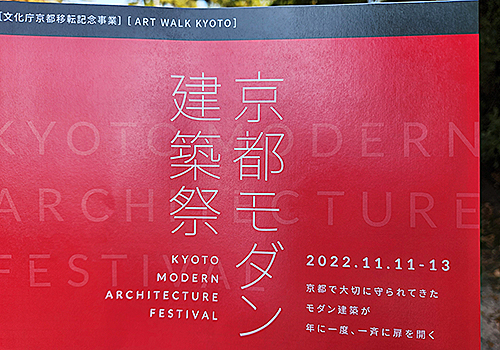 [文化庁京都移転記念事業] [ART WALK KYOTO]
京都モダン
建築祭
KYOTO MODERN
ARCHITECTURE
FESTIVAL
KYOTO
MODERN
ARCHITECTURE
FESTIVAL
2022.11.11-13
京都で大切に守られてきた
モダン建築が
年に一度、一斉に扉を開く